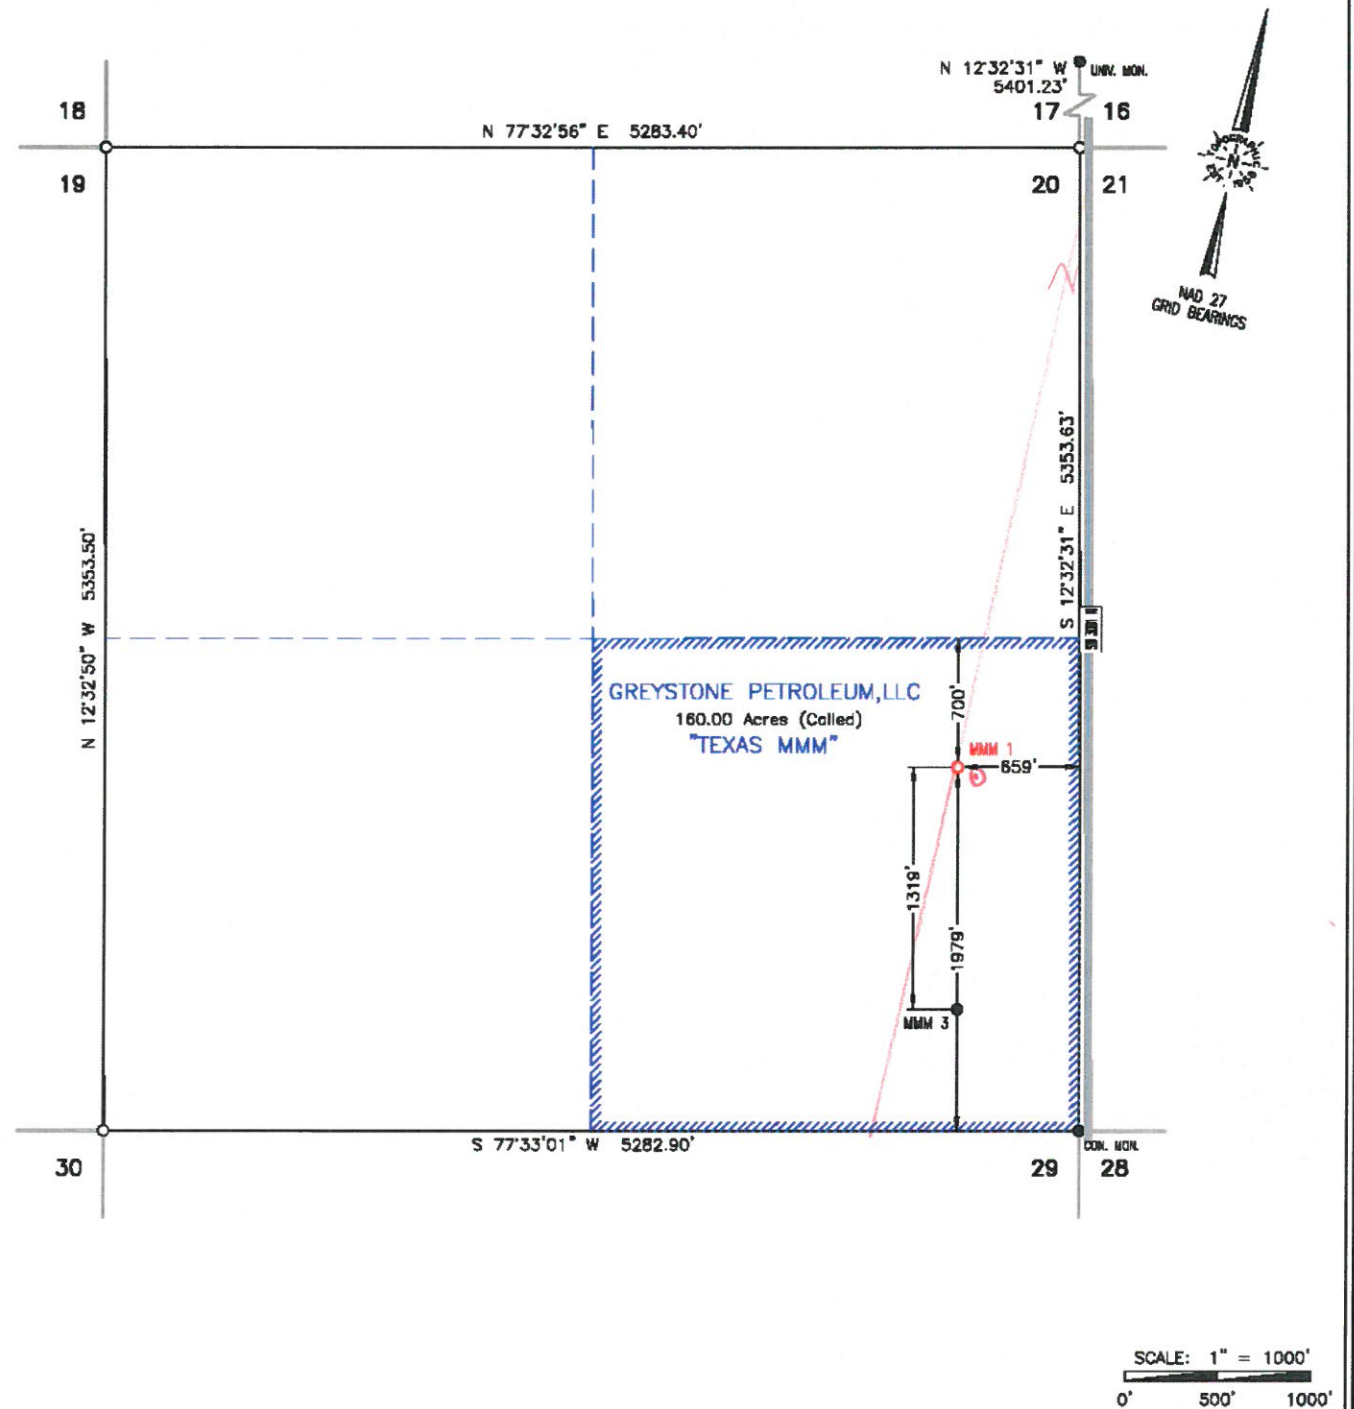 N 12°32'31" W
5401.23'
UNIV. MON.
18
17
16
N 77°32'56" E 5283.40'
19
20
21
N
NAD 27
GRID BEARINGS
S 12°32'31" E 5353.63'
N 12°32'50" W 5353.50'
GREYSTONE PETROLEUM,LLC
160.00 Acres (Called)
"TEXAS MMM"
700'
MMM 1
659'
1319'
1979'
MMM 3
S 77°33'01" W 5282.90'
CON. MON.
30
29
28
SCALE: 1" = 1000'
0' 500' 1000'